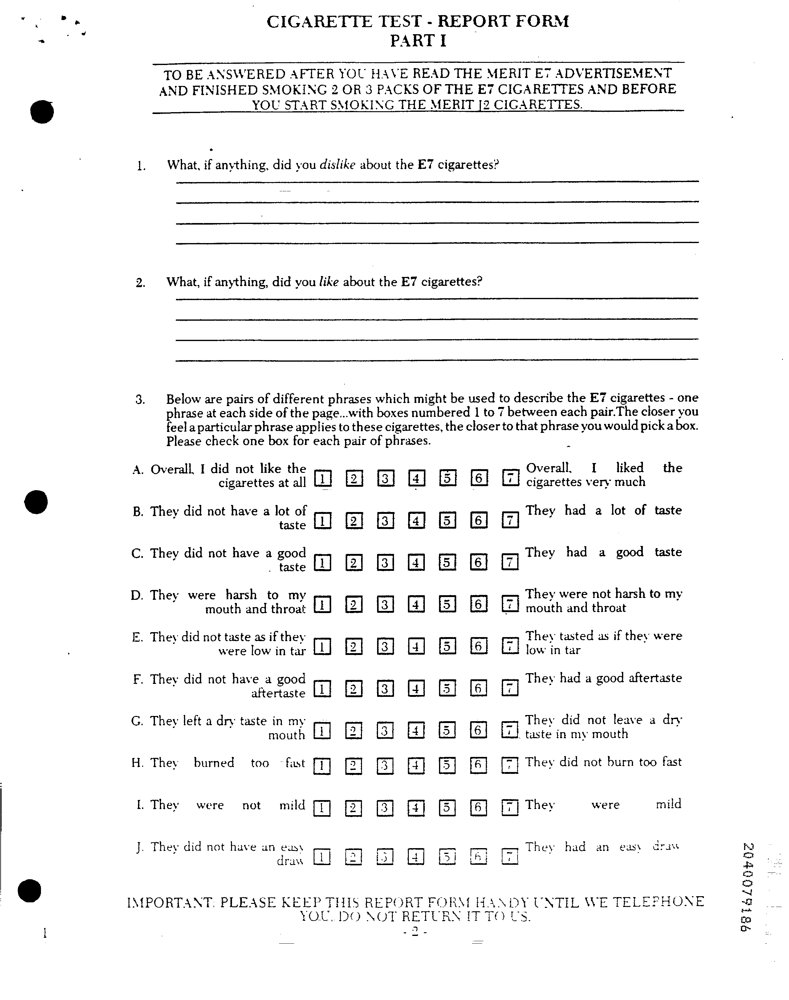 CIGARETTE TEST - REPORT FORM
PART I
TO BE ANSWERED AFTER YOU HAVE READ THE MERIT E7 ADVERTISEMENT
AND FINISHED SMOKING 2 OR 3 PACKS OF THE E7 CIGARETTES AND BEFORE
YOU START SMOKING THE MERIT J2 CIGARETTES.
1. What, if anything, did you dislike about the E7 cigarettes?
2. What, if anything, did you like about the E7 cigarettes?
3. Below are pairs of different phrases which might be used to describe the E7 cigarettes - one
phrase at each side of the page...with boxes numbered 1 to 7 between each pair.The closer you
feel a particular phrase applies to these cigarettes, the closer to that phrase you would pick a box.
Please check one box for each pair of phrases.
A. Overall, I did not like the
cigarettes at all 1 2 3 4 5 6 7 Overall, I liked the
cigarettes very much
B. They did not have a lot of
taste 1 2 3 4 5 6 7 They had a lot of taste
C. They did not have a good
taste 1 2 3 4 5 6 7 They had a good taste
D. They were harsh to my
mouth and throat 1 2 3 4 5 6 7 They were not harsh to my
mouth and throat
E. They did not taste as if they
were low in tar 1 2 3 4 5 6 7 They tasted as if they were
low in tar
F. They did not have a good
aftertaste 1 2 3 4 5 6 7 They had a good aftertaste
G. They left a dry taste in my
mouth 1 2 3 4 5 6 7 They did not leave a dry
taste in my mouth
H. They burned too fast 1 2 3 4 5 6 7 They did not burn too fast
I. They were not mild 1 2 3 4 5 6 7 They were mild
J. They did not have an easy
draw 1 2 3 4 5 6 7 They had an easy draw
IMPORTANT: PLEASE KEEP THIS REPORT FORM HANDY UNTIL WE TELEPHONE
YOU. DO NOT RETURN IT TO US.
- 2 -
1
2040079186